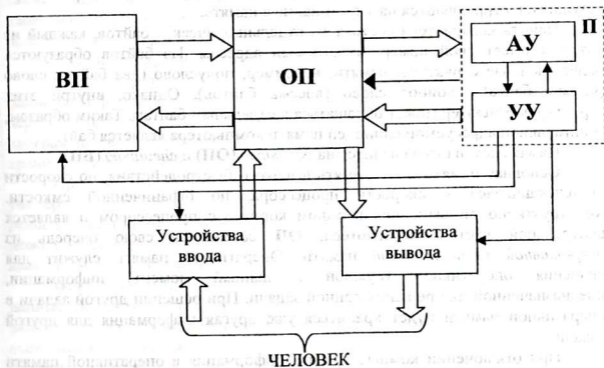 П
ВП
ОП
АУ
УУ
Устройства
ввода
Устройства
вывода
ЧЕЛОВЕК